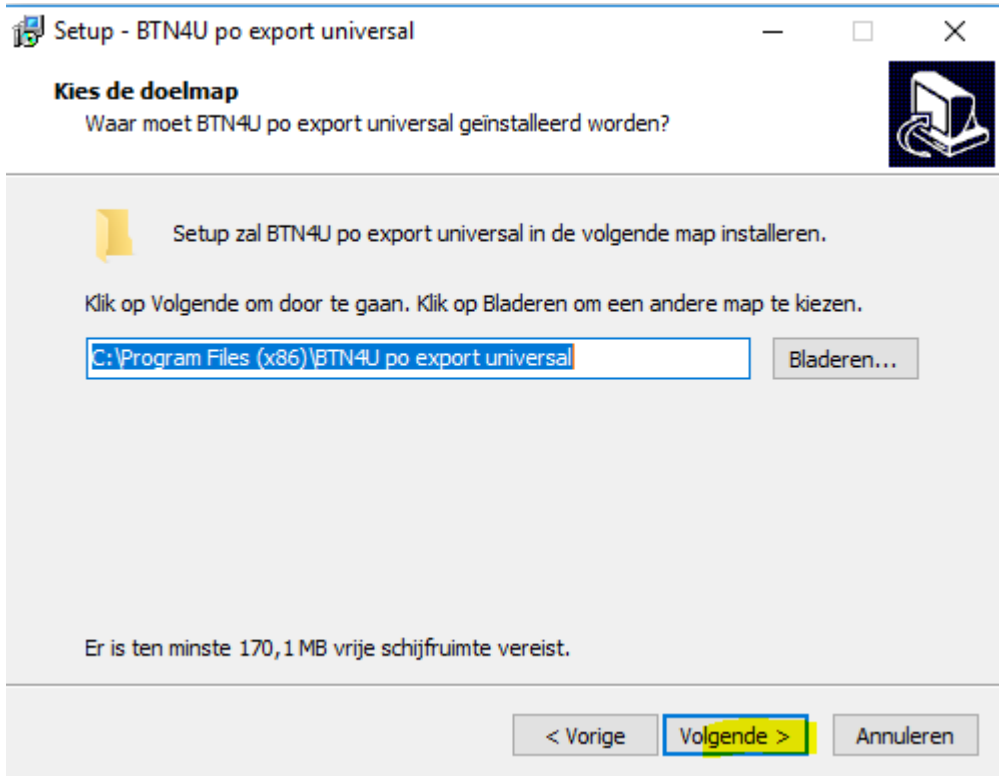 Setup - BTN4U po export universal
Kies de doelmap
Waar moet BTN4U po export universal geïnstalleerd worden?
Setup zal BTN4U po export universal in de volgende map installeren.
Klik op Volgende om door te gaan. Klik op Bladeren om een andere map te kiezen.
C:\Program Files (x86)\BTN4U po export universal
Bladeren...
Er is ten minste 170,1 MB vrije schijfruimte vereist.
< Vorige
Volgende >
Annuleren